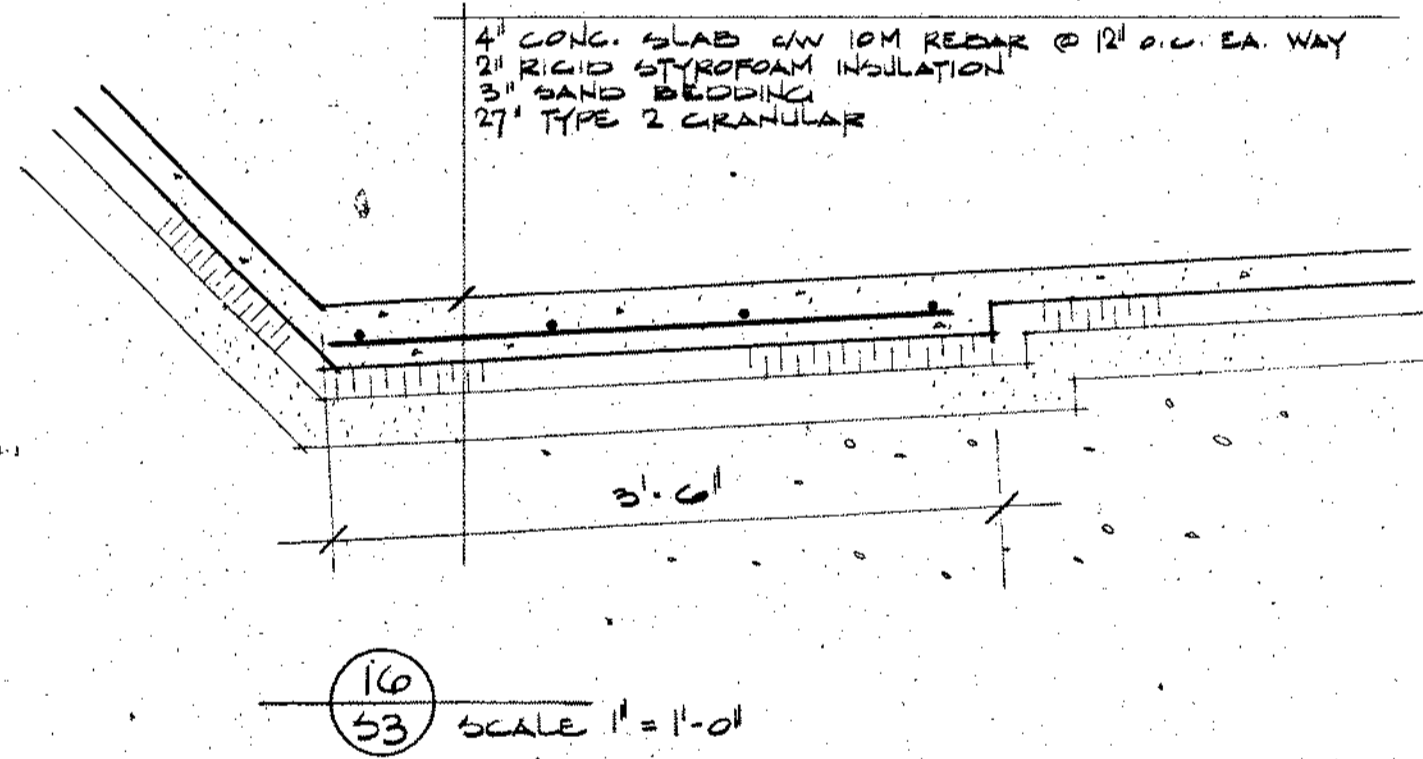 4" CONC. SLAB C/W 10M REBAR @ 12" O.C. EA. WAY
2" RIGID STYROFOAM INSULATION
3" SAND BEDDING
27" TYPE 2 GRANULAR
3'-6"
16
S3
SCALE 1" = 1'-0"